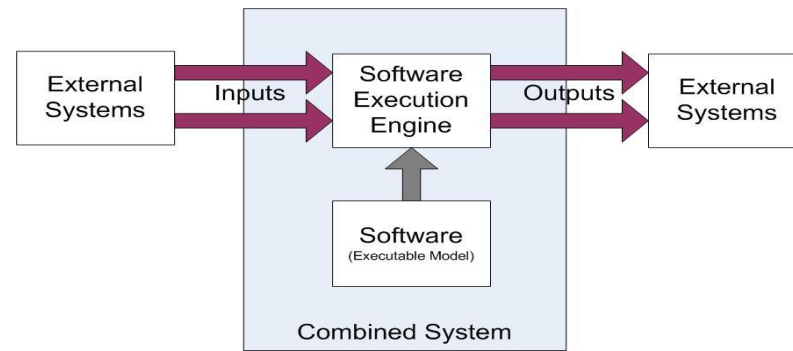 External
Systems
Inputs
Software
Execution
Engine
Outputs
External
Systems
Software
(Executable Model)
Combined System